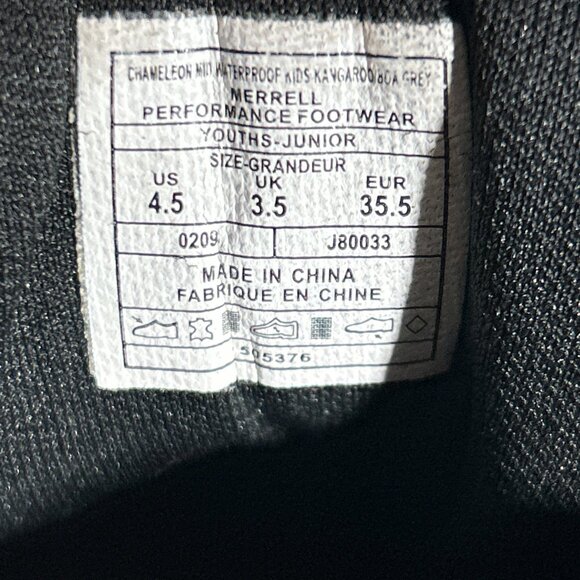 CHAMELEON MID WATERPROOF KIDS KANGAROO/BOA GREY
MERRELL
PERFORMANCE FOOTWEAR
YOUTHS-JUNIOR
SIZE-GRANDEUR
US UK EUR
4.5 3.5 35.5
0209 J80033
MADE IN CHINA
FABRIQUE EN CHINE
505376